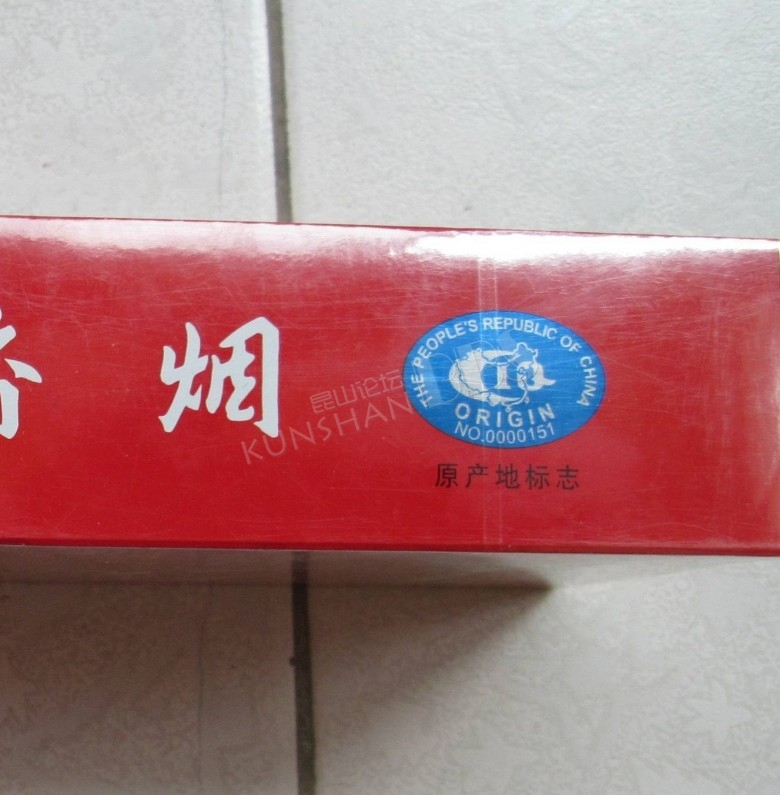 烟
THE PEOPLE'S REPUBLIC OF CHINA
CIQ
ORIGIN
NO.0000151
原产地标志
昆山论坛
KUNSHAN